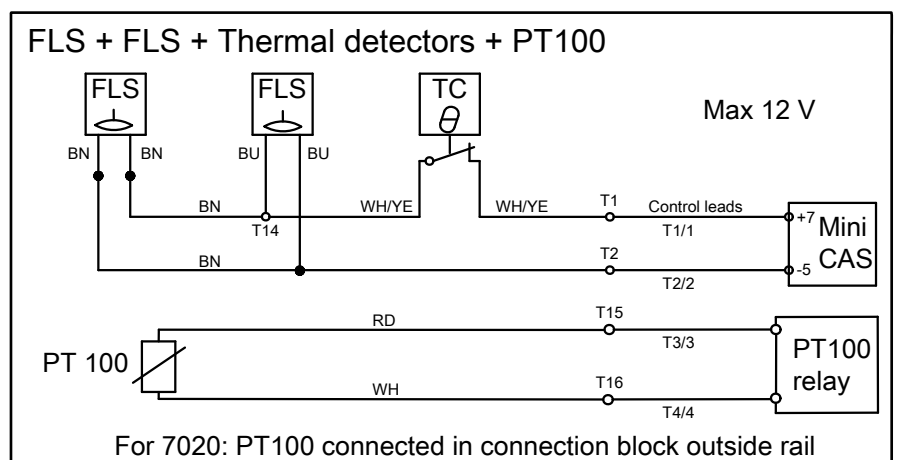 FLS + FLS + Thermal detectors + PT100
FLS
FLS
TC
Max 12 V
BN
BN
BU
BU
BN
T14
WH/YE
WH/YE
T1
Control leads
T1/1
+7
Mini
CAS
BN
T2
T2/2
-5
PT 100
RD
T15
T3/3
PT100
relay
WH
T16
T4/4
For 7020: PT100 connected in connection block outside rail